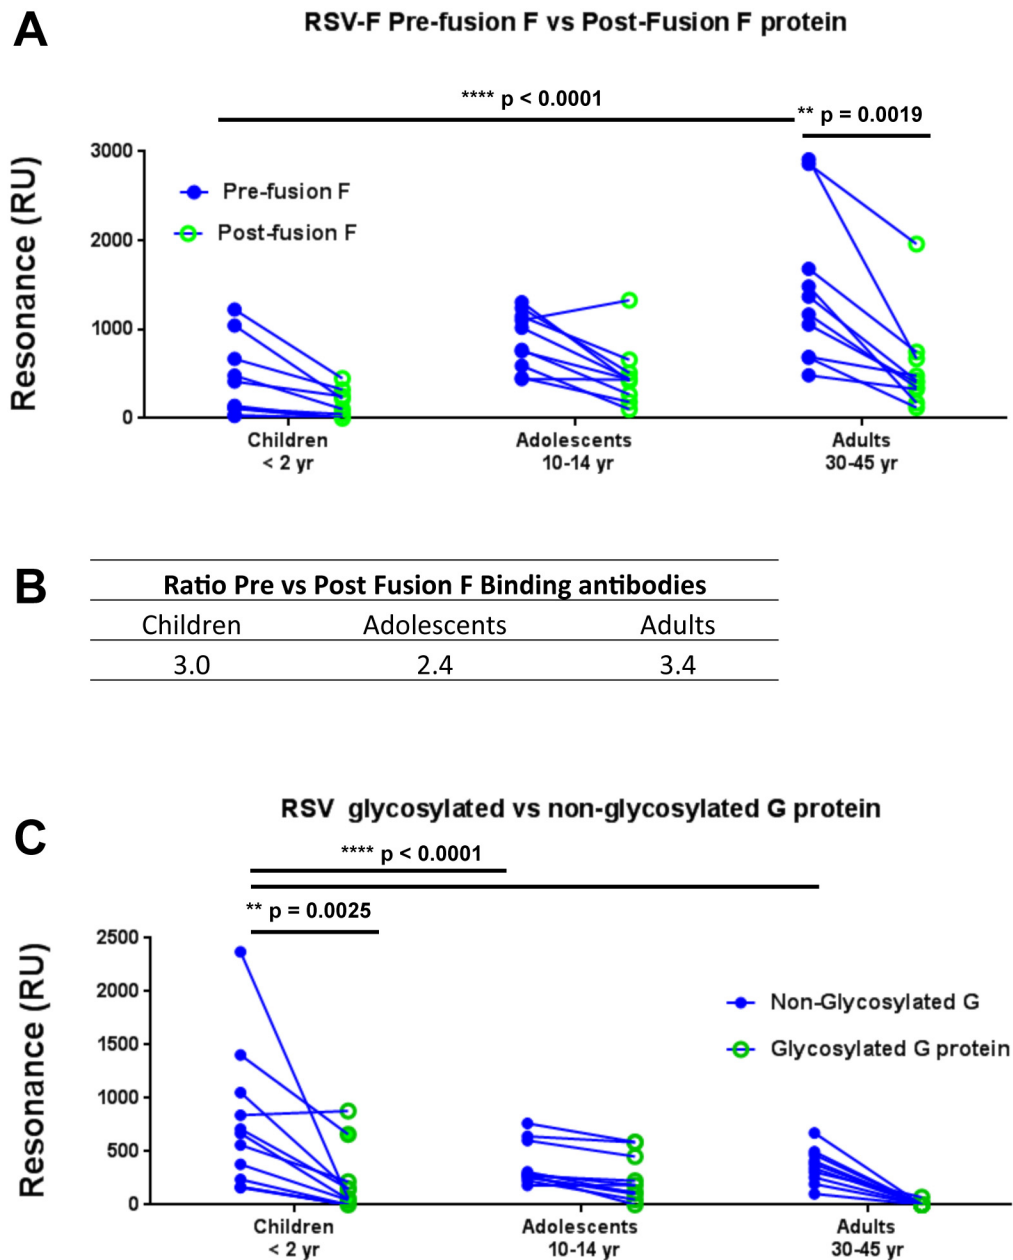 A
RSV-F Pre-fusion F vs Post-Fusion F protein
**** p < 0.0001
** p = 0.0019
Resonance (RU)
3000
2000
1000
0
Pre-fusion F
Post-fusion F
Children
< 2 yr
Adolescents
10-14 yr
Adults
30-45 yr
B
Ratio Pre vs Post Fusion F Binding antibodies
Children Adolescents Adults
3.0 2.4 3.4
C
RSV glycosylated vs non-glycosylated G protein
**** p < 0.0001
** p = 0.0025
Resonance (RU)
2500
2000
1500
1000
500
0
Non-Glycosylated G
Glycosylated G protein
Children
< 2 yr
Adolescents
10-14 yr
Adults
30-45 yr